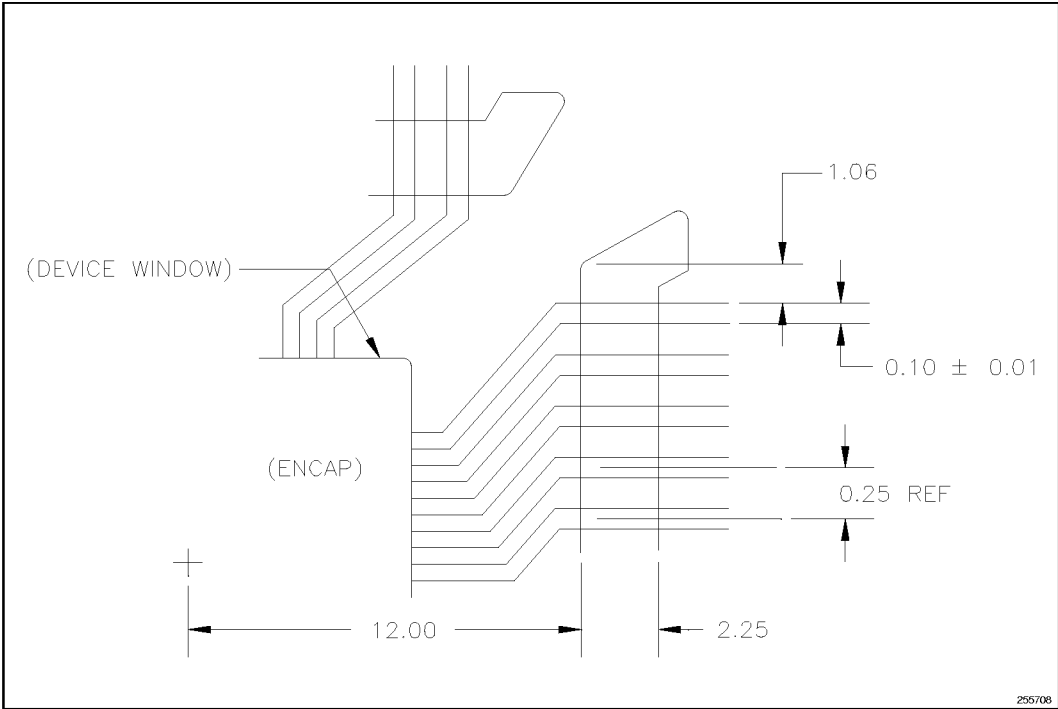 1.06
(DEVICE WINDOW)
0.10 ± 0.01
(ENCAP)
0.25 REF
12.00
2.25
255708